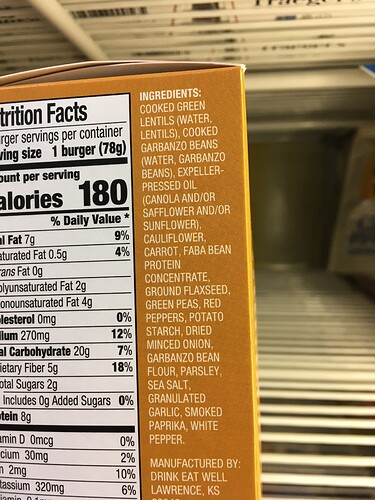 trition Facts
rger servings per container
ving size 1 burger (78g)
ount per serving
alories 180
% Daily Value *
al Fat 7g 9%
aturated Fat 0.5g 4%
rans Fat 0g
olyunsaturated Fat 2g
onounsaturated Fat 4g
olesterol 0mg 0%
ium 270mg 12%
al Carbohydrate 20g 7%
ietary Fiber 5g 18%
otal Sugars 2g
Includes 0g Added Sugars 0%
otein 8g
amin D 0mcg 0%
cium 30mg 2%
n 2mg 10%
tassium 320mg 6%
INGREDIENTS:
COOKED GREEN
LENTILS (WATER,
LENTILS), COOKED
GARBANZO BEANS
(WATER, GARBANZO
BEANS), EXPELLER-
PRESSED OIL
(CANOLA AND/OR
SAFFLOWER AND/OR
SUNFLOWER),
CAULIFLOWER,
CARROT, FABA BEAN
PROTEIN
CONCENTRATE,
GROUND FLAXSEED,
GREEN PEAS, RED
PEPPERS, POTATO
STARCH, DRIED
MINCED ONION,
GARBANZO BEAN
FLOUR, PARSLEY,
SEA SALT,
GRANULATED
GARLIC, SMOKED
PAPRIKA, WHITE
PEPPER.
MANUFACTURED BY:
DRINK EAT WELL
LAWRENCE, KS